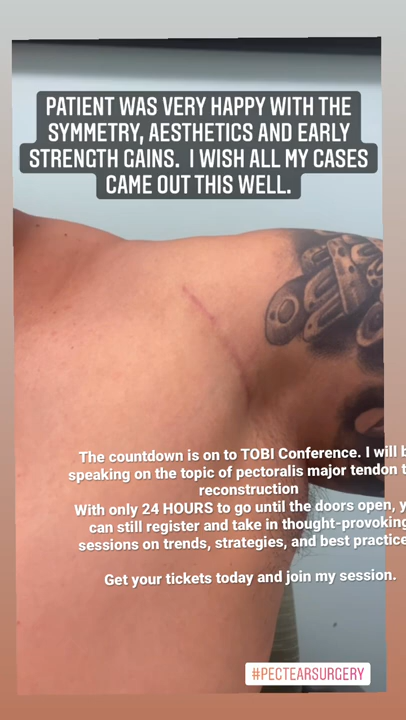 PATIENT WAS VERY HAPPY WITH THE
SYMMETRY, AESTHETICS AND EARLY
STRENGTH GAINS. I WISH ALL MY CASES
CAME OUT THIS WELL.
The countdown is on to TOBI Conference. I will
speaking on the topic of pectoralis major tendon
reconstruction
With only 24 HOURS to go until the doors open,
can still register and take in thought-provoking
sessions on trends, strategies, and best practice
Get your tickets today and join my session.
#PECTEARSURGERY